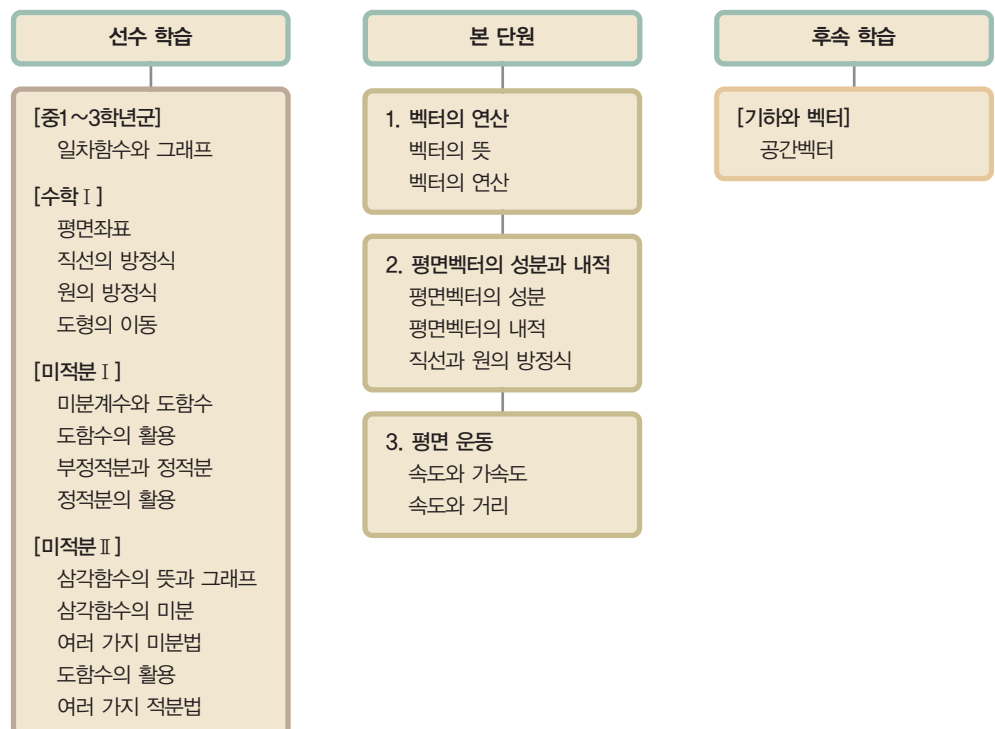 선수 학습
[중1~3학년군]
일차함수와 그래프
[수학Ⅰ]
평면좌표
직선의 방정식
원의 방정식
도형의 이동
[미적분Ⅰ]
미분계수와 도함수
도함수의 활용
부정적분과 정적분
정적분의 활용
[미적분Ⅱ]
삼각함수의 뜻과 그래프
삼각함수의 미분
여러 가지 미분법
도함수의 활용
여러 가지 적분법
본 단원
1. 벡터의 연산
벡터의 뜻
벡터의 연산
2. 평면벡터의 성분과 내적
평면벡터의 성분
평면벡터의 내적
직선과 원의 방정식
3. 평면 운동
속도와 가속도
속도와 거리
후속 학습
[기하와 벡터]
공간벡터